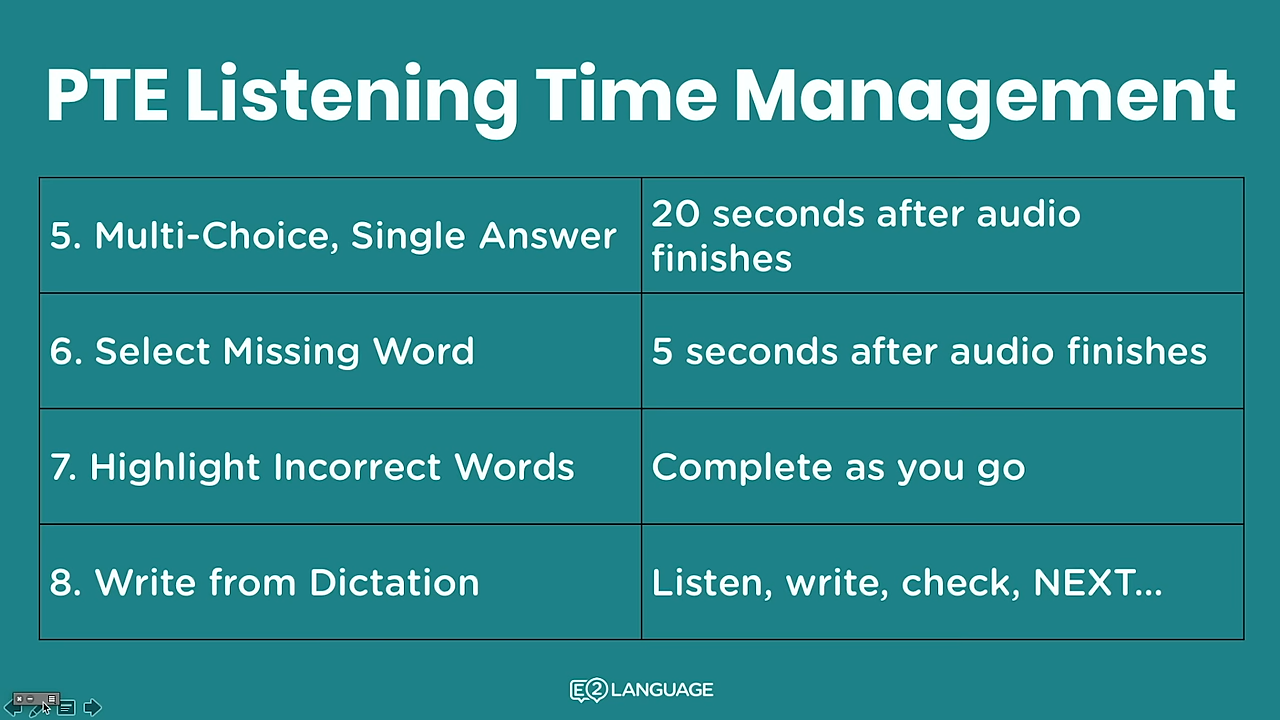 PTE Listening Time Management
5. Multi-Choice, Single Answer
20 seconds after audio
finishes
6. Select Missing Word
5 seconds after audio finishes
7. Highlight Incorrect Words
Complete as you go
8. Write from Dictation
Listen, write, check, NEXT...
E2 LANGUAGE